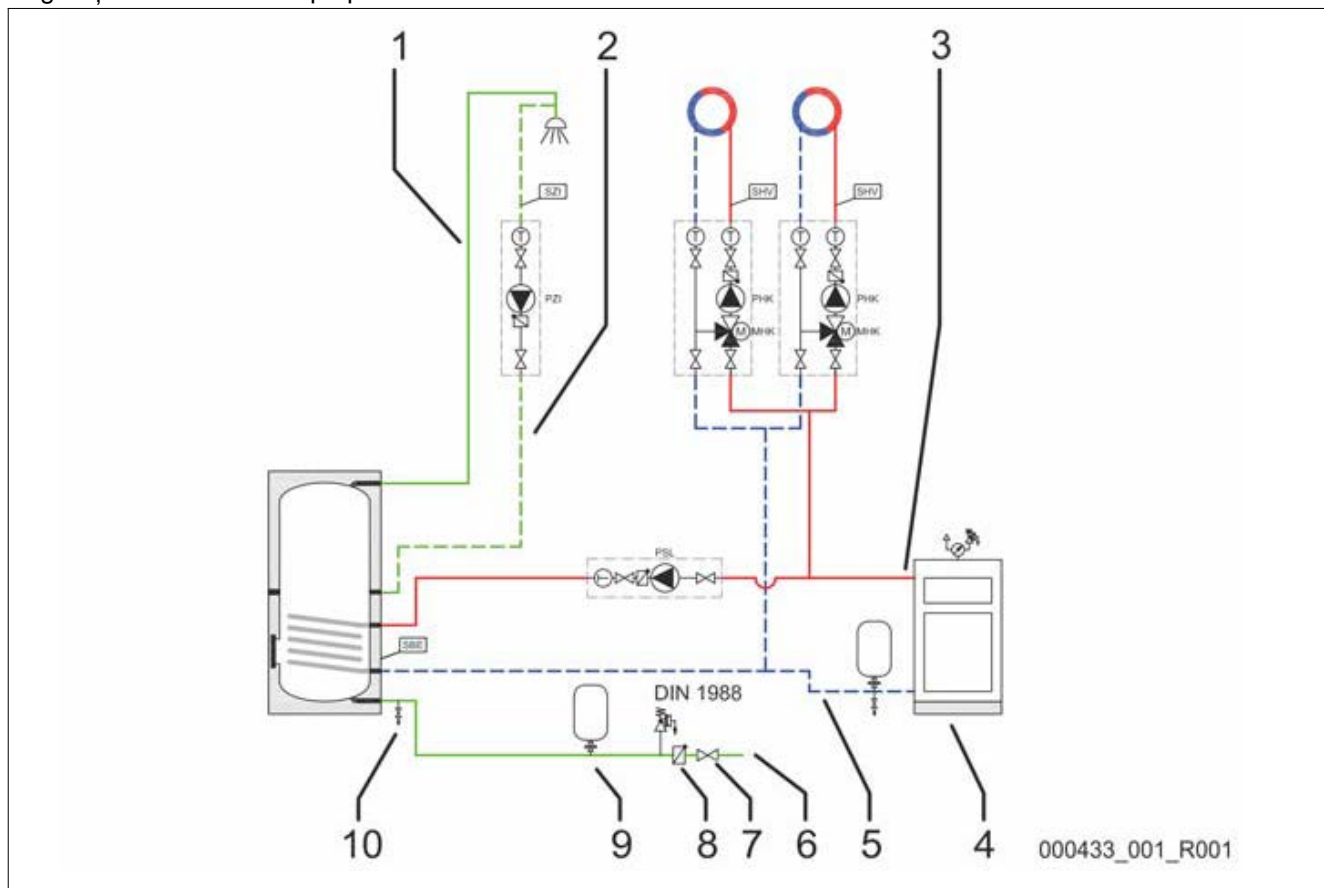 1 2 3
SZI SHV SHV
T T T T T
PZI PHK PHK
M MHK M MHK
PSL
T
SBE
DIN 1988
10 9 8 7 6 5 4
000433_001_R001